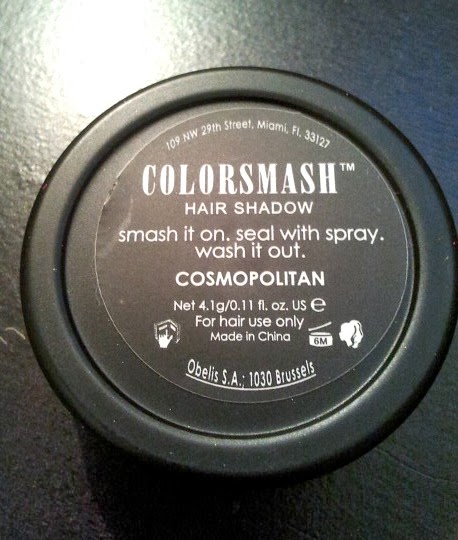 109 NW 29th Street, Miami, Fl. 33127
COLORSMASH™
HAIR SHADOW
smash it on. seal with spray.
wash it out.
COSMOPOLITAN
Net 4.1g/0.11 fl. oz. US ℮
For hair use only
Made in China
6M
Obelis S.A.; 1030 Brussels